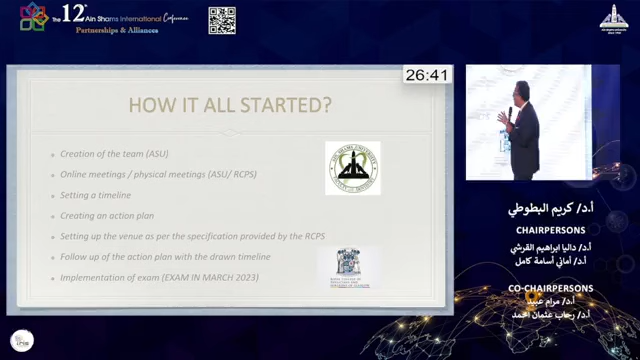 The 12th Ain Shams International Conference
Partnerships & Alliances
26:41
HOW IT ALL STARTED?
Creation of the team (ASU)
Online meetings / physical meetings (ASU/ RCPS)
Setting a timeline
Creating an action plan
Setting up the venue as per the specification provided by the RCPS
Follow up of the action plan with the drawn timeline
Implementation of exam (EXAM IN MARCH 2023)
أ.د/ كريم البطوطي
CHAIRPERSONS
أ.د/ داليا ابراهيم القرشي
أ.د/ أماني أسامة كامل
CO-CHAIRPERSONS
أ.د/ مرام عبيد
أ.د/ رحاب عثمان احمد